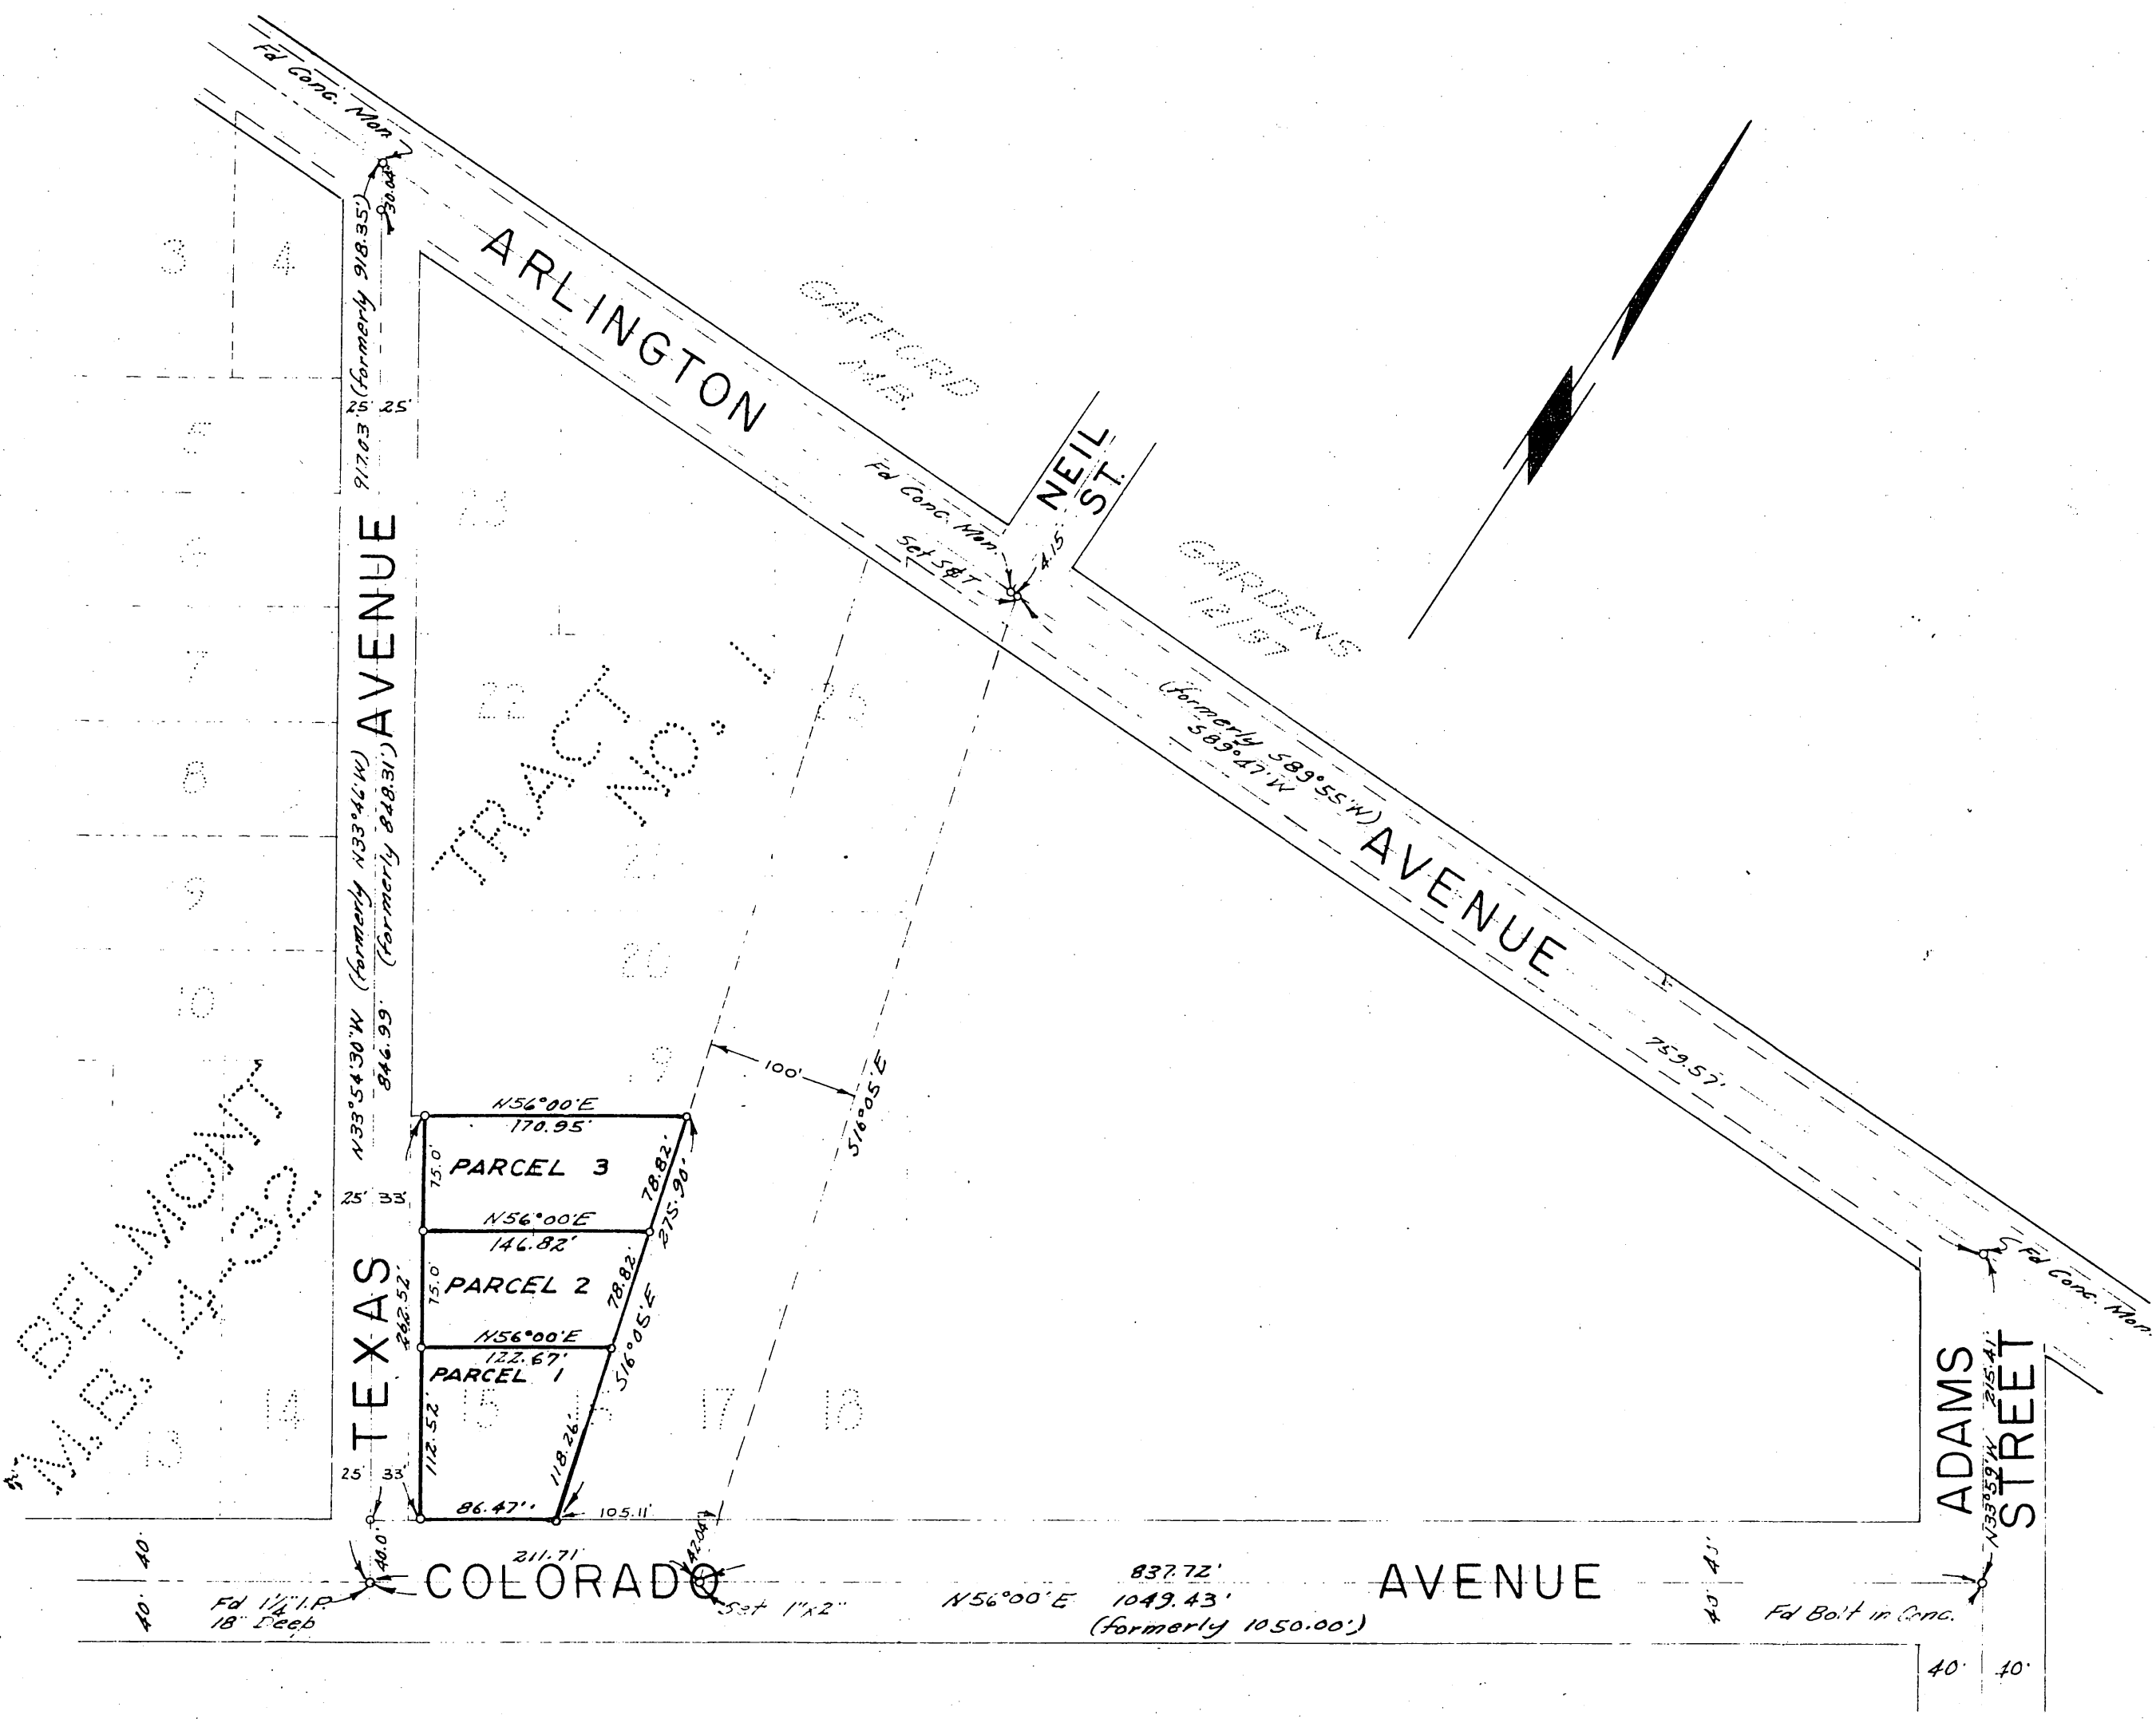 Fd Conc. Mon
30.04'
3
4
917.03' (formerly 918.35')
ARLINGTON
GAFFORD
M.B.
25' 25'
5
NEIL
ST.
Fd Conc. Mon.
Set S&T
4.15'
23
6
GARDENS
12/87
AVENUE
7
22
25
TRACT
NO. 1
(formerly S89°55'W)
S89°47'W
AVENUE
8
N33°54'30"W (formerly N33°46'W)
846.99' (formerly 848.31')
21
9
20
10
19
759.57'
100'
S16°05'E
N56°00'E
170.95'
75.0'
PARCEL 3
78.82'
275.90'
25' 33'
N56°00'E
146.82'
BELMONT
M.B. 14-32
TEXAS
262.52'
75.0'
PARCEL 2
78.82'
S16°05'E
Fd Conc. Mon.
N56°00'E
122.67'
PARCEL 1
ADAMS
STREET
N33°59'W 215.41'
13
14
15
16
17
18
112.52'
118.26'
25' 33'
86.47'
105.11'
40.0'
42.04'
40' 40'
211.71'
COLORADO
837.72'
AVENUE
N56°00'E 1049.43'
(formerly 1050.00')
Fd 1¼" I.P.
18" Deep
Set 1"x2"
Fd Bolt in Conc.
40' 40'